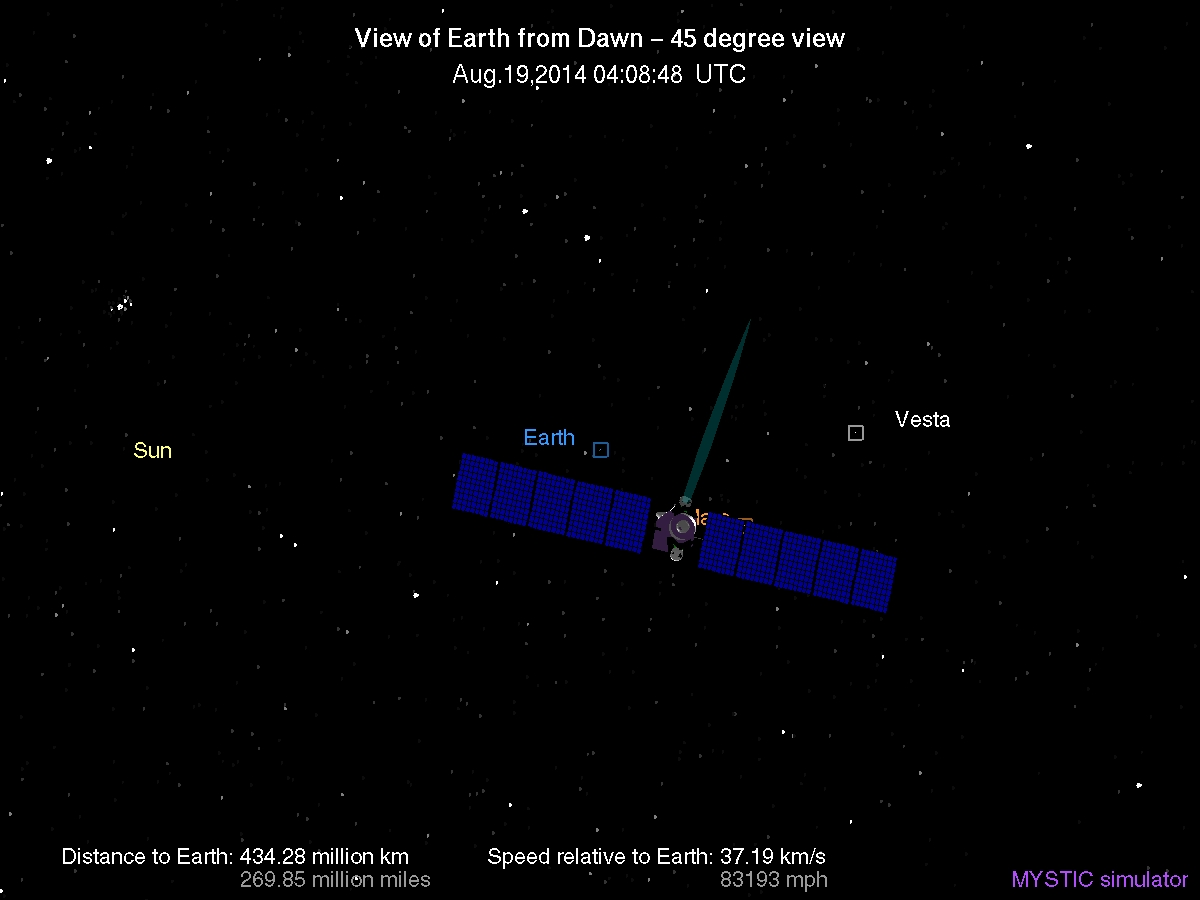 View of Earth from Dawn – 45 degree view
Aug.19,2014 04:08:48 UTC
Vesta
Earth
Sun
Distance to Earth: 434.28 million km
269.85 million miles
Speed relative to Earth: 37.19 km/s
83193 mph
MYSTIC simulator